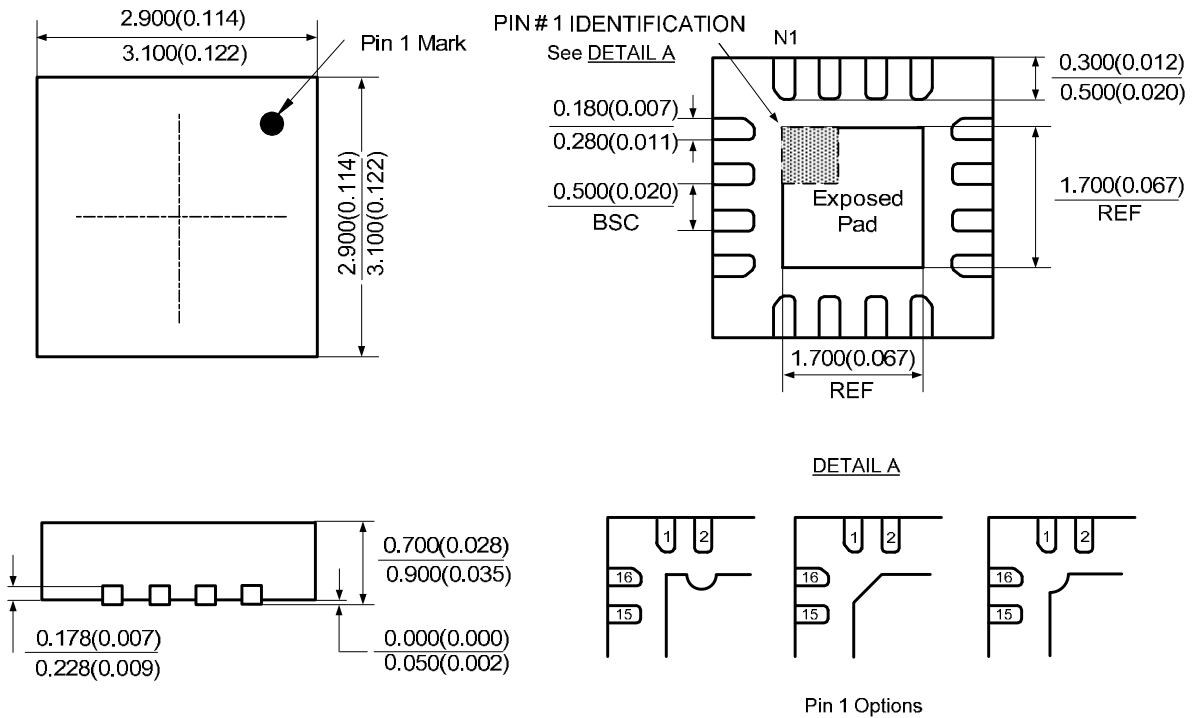 2.900(0.114)
3.100(0.122)
Pin 1 Mark
2.900(0.114)
3.100(0.122)
PIN # 1 IDENTIFICATION
See DETAIL A
N1
0.300(0.012)
0.500(0.020)
0.180(0.007)
0.280(0.011)
0.500(0.020)
BSC
Exposed
Pad
1.700(0.067)
REF
1.700(0.067)
REF
0.700(0.028)
0.900(0.035)
0.178(0.007)
0.228(0.009)
0.000(0.000)
0.050(0.002)
DETAIL A
1 2
16
15
1 2
16
15
1 2
16
15
Pin 1 Options